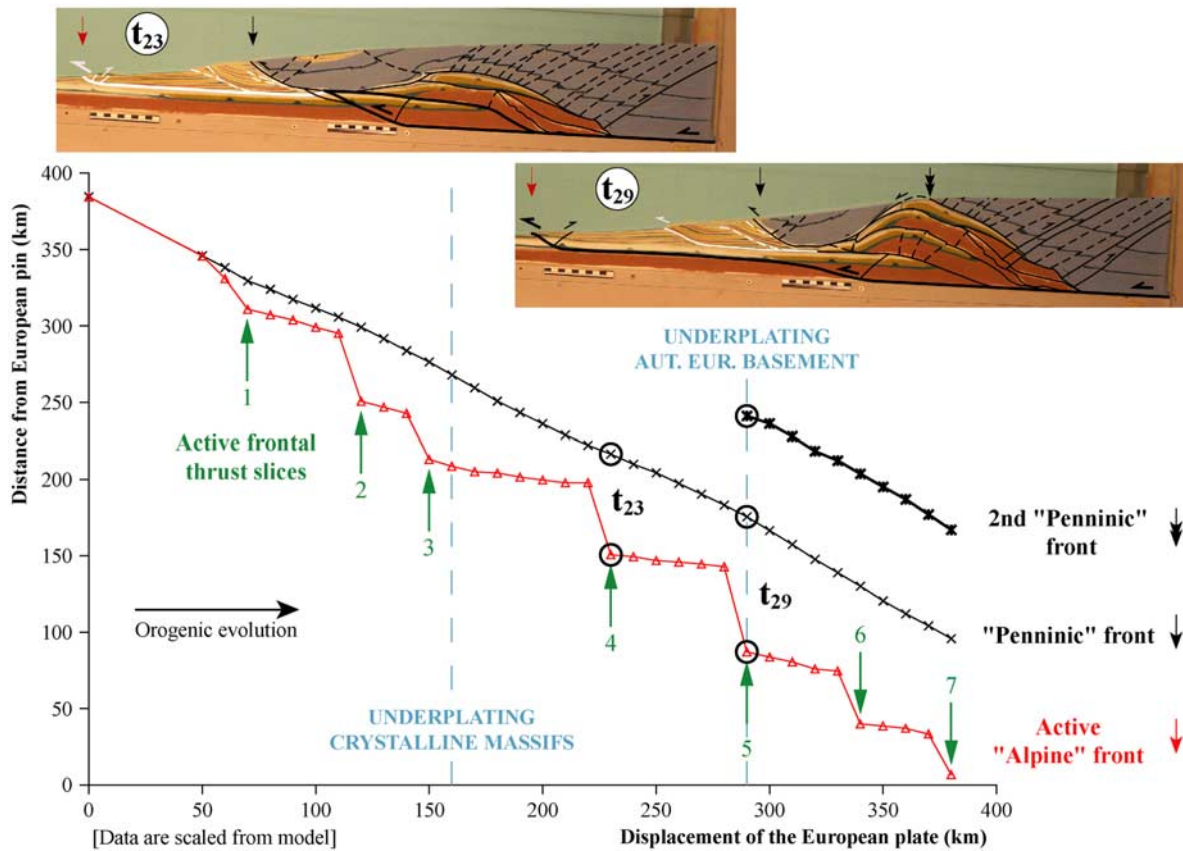 t23
t29
400
350
300
250
200
150
100
50
0
Distance from European pin (km)
UNDERPLATING
AUT. EUR. BASEMENT
1
Active frontal
thrust slices
2
3
t23
4
t29
5
6
7
2nd "Penninic"
front
"Penninic" front
Active
"Alpine" front
Orogenic evolution
UNDERPLATING
CRYSTALLINE MASSIFS
0
50
100
150
200
250
300
350
400
[Data are scaled from model]
Displacement of the European plate (km)